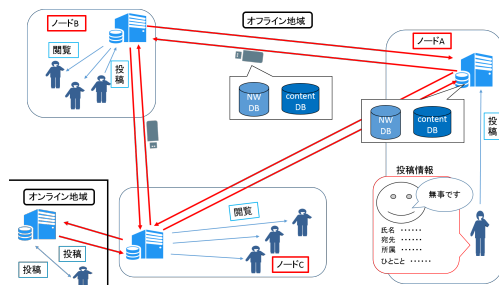 オフライン地域
ノードB
閲覧
投稿
NW
DB
content
DB
ノードA
NW
DB
content
DB
投稿
投稿情報
無事です
氏名 ……
宛先 ……
所属 ……
ひとこと ……
オンライン地域
投稿
投稿
閲覧
ノードC